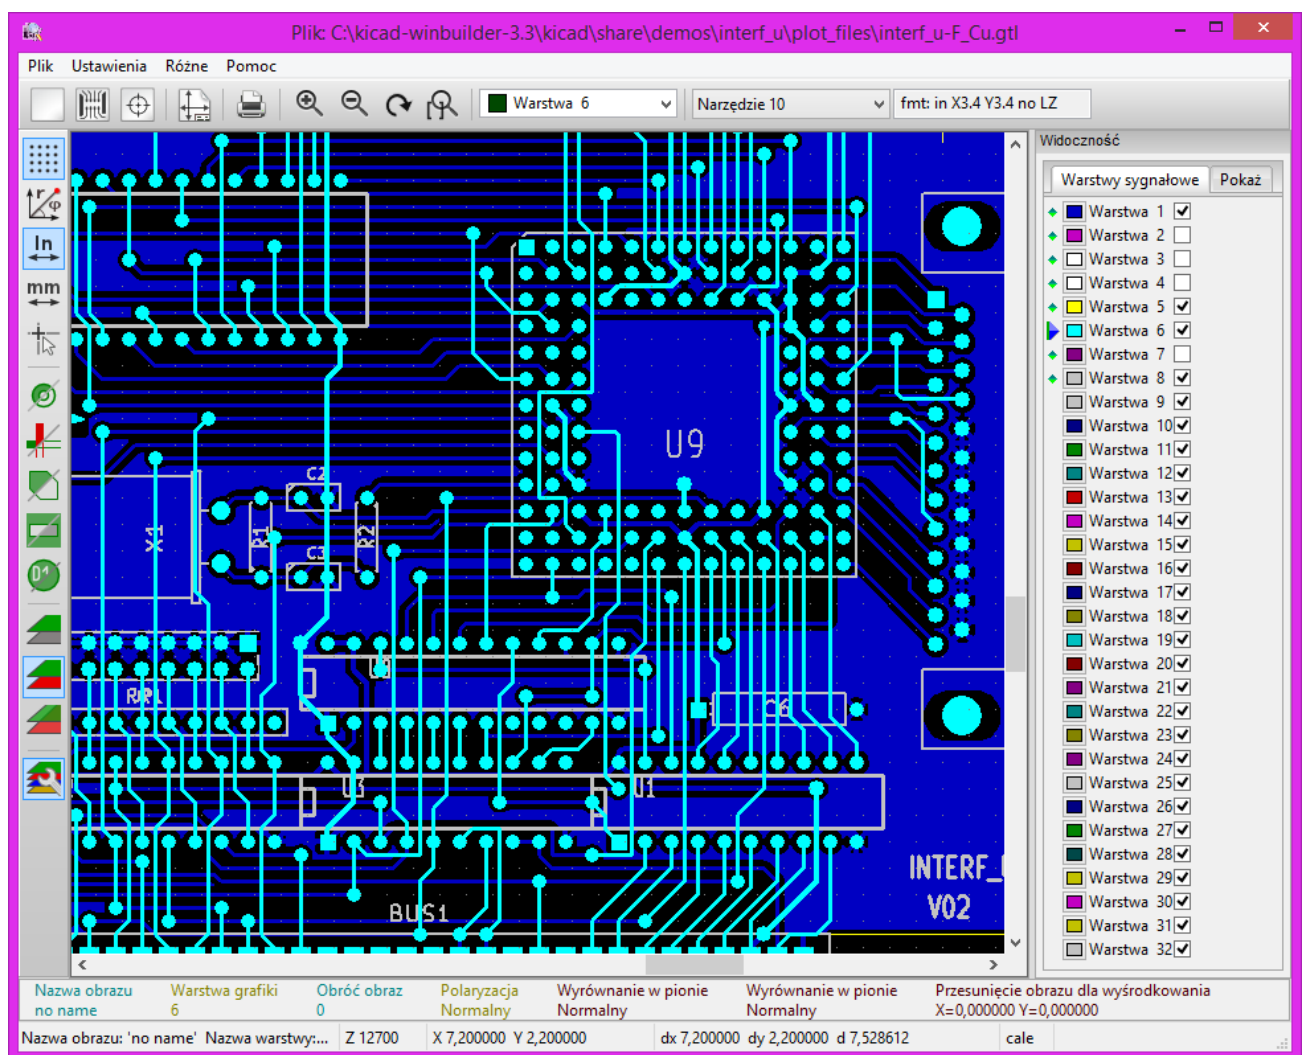 Plik: C:\kicad-winbuilder-3.3\kicad\share\demos\interf_u\plot_files\interf_u-F_Cu.gtl
Plik Ustawienia Różne Pomoc
Warstwa 6 Narzędzie 10 fmt: in X3.4 Y3.4 no LZ
Widoczność
Warstwy sygnałowe Pokaż
In
mm
Warstwa 1
Warstwa 2
Warstwa 3
Warstwa 4
Warstwa 5
Warstwa 6
Warstwa 7
Warstwa 8
Warstwa 9
Warstwa 10
Warstwa 11
Warstwa 12
Warstwa 13
Warstwa 14
Warstwa 15
Warstwa 16
Warstwa 17
Warstwa 18
Warstwa 19
Warstwa 20
Warstwa 21
Warstwa 22
Warstwa 23
Warstwa 24
Warstwa 25
Warstwa 26
Warstwa 27
Warstwa 28
Warstwa 29
Warstwa 30
Warstwa 31
Warstwa 32
U9
C2
X1 R1 R2
C3
C6
U3 U1
INTERF_
V02
BUS1
Nazwa obrazu Warstwa grafiki Obróć obraz Polaryzacja Wyrównanie w pionie Wyrównanie w pionie Przesunięcie obrazu dla wyśrodkowania
no name 6 0 Normalny Normalny Normalny X=0,000000 Y=0,000000
Nazwa obrazu: 'no name' Nazwa warstwy:... Z 12700 X 7,200000 Y 2,200000 dx 7,200000 dy 2,200000 d 7,528612 cale